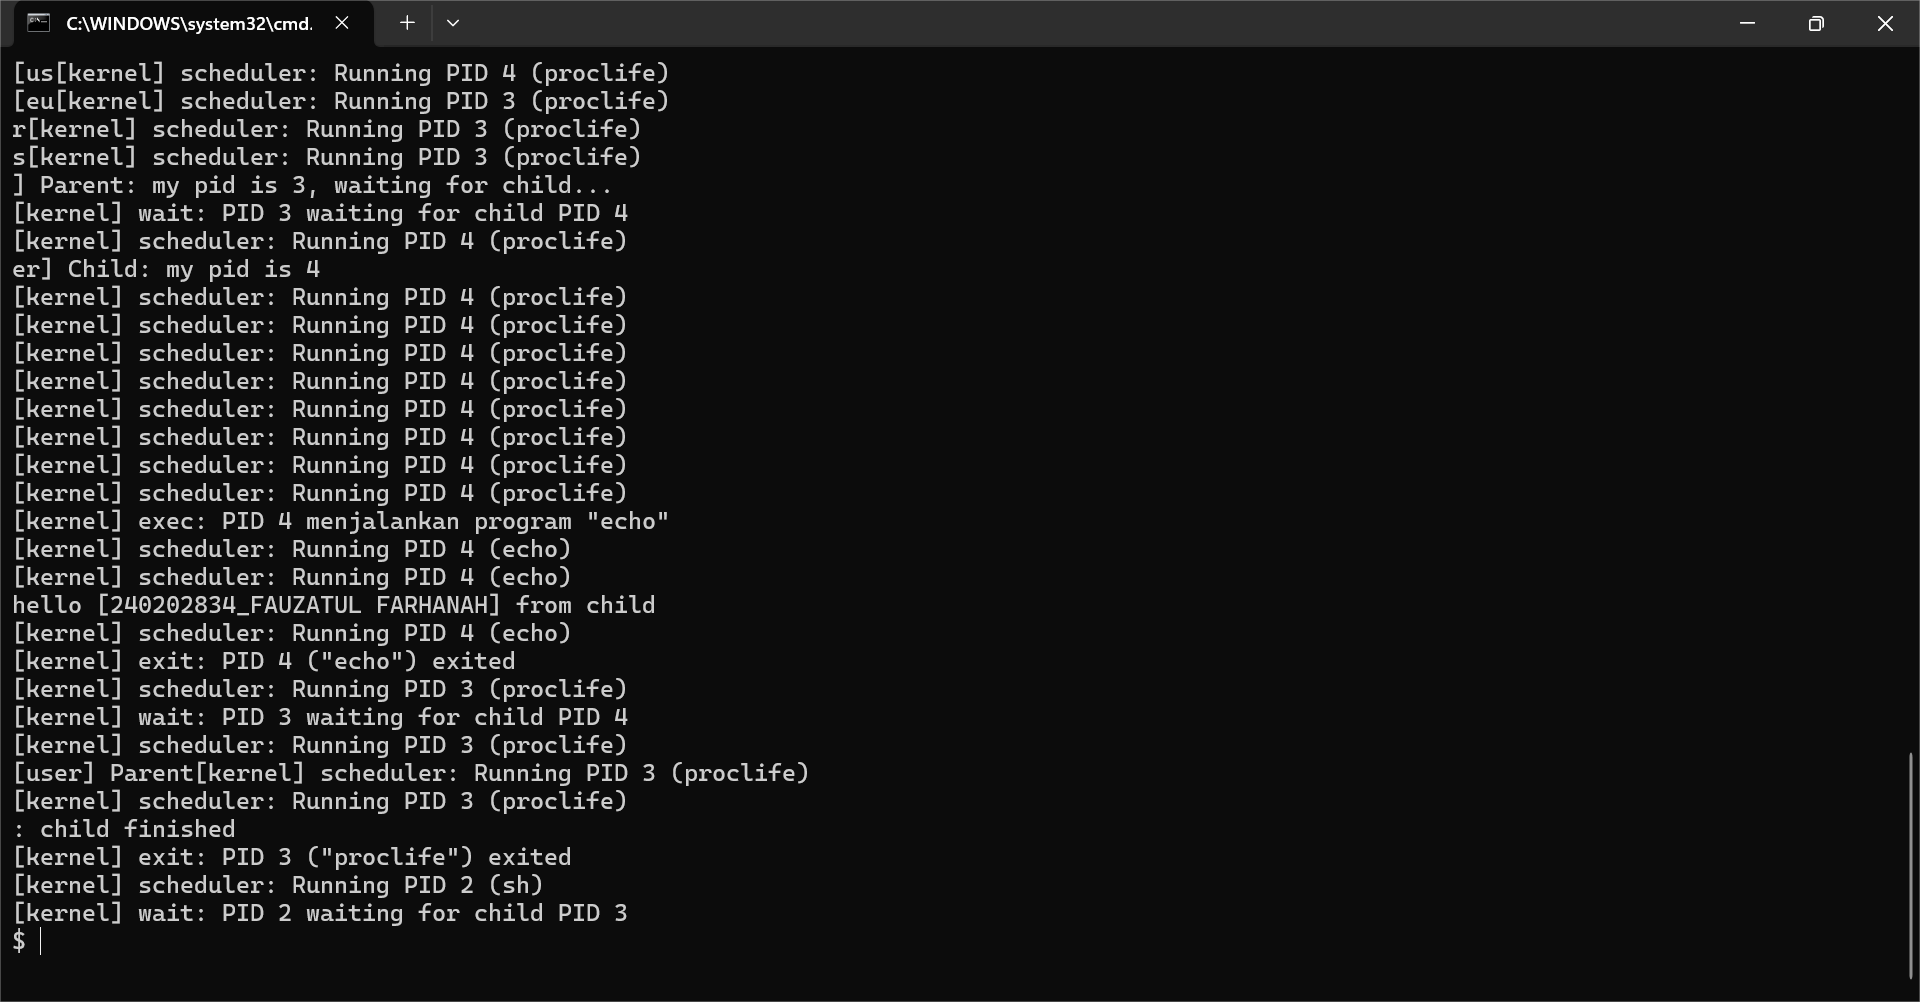 C:\WINDOWS\system32\cmd.
[us[kernel] scheduler: Running PID 4 (proclife)
[eu[kernel] scheduler: Running PID 3 (proclife)
r[kernel] scheduler: Running PID 3 (proclife)
s[kernel] scheduler: Running PID 3 (proclife)
] Parent: my pid is 3, waiting for child...
[kernel] wait: PID 3 waiting for child PID 4
[kernel] scheduler: Running PID 4 (proclife)
er] Child: my pid is 4
[kernel] scheduler: Running PID 4 (proclife)
[kernel] scheduler: Running PID 4 (proclife)
[kernel] scheduler: Running PID 4 (proclife)
[kernel] scheduler: Running PID 4 (proclife)
[kernel] scheduler: Running PID 4 (proclife)
[kernel] scheduler: Running PID 4 (proclife)
[kernel] scheduler: Running PID 4 (proclife)
[kernel] scheduler: Running PID 4 (proclife)
[kernel] exec: PID 4 menjalankan program "echo"
[kernel] scheduler: Running PID 4 (echo)
[kernel] scheduler: Running PID 4 (echo)
hello [240202834_FAUZATUL FARHANAH] from child
[kernel] scheduler: Running PID 4 (echo)
[kernel] exit: PID 4 ("echo") exited
[kernel] scheduler: Running PID 3 (proclife)
[kernel] wait: PID 3 waiting for child PID 4
[kernel] scheduler: Running PID 3 (proclife)
[user] Parent[kernel] scheduler: Running PID 3 (proclife)
[kernel] scheduler: Running PID 3 (proclife)
: child finished
[kernel] exit: PID 3 ("proclife") exited
[kernel] scheduler: Running PID 2 (sh)
[kernel] wait: PID 2 waiting for child PID 3
$